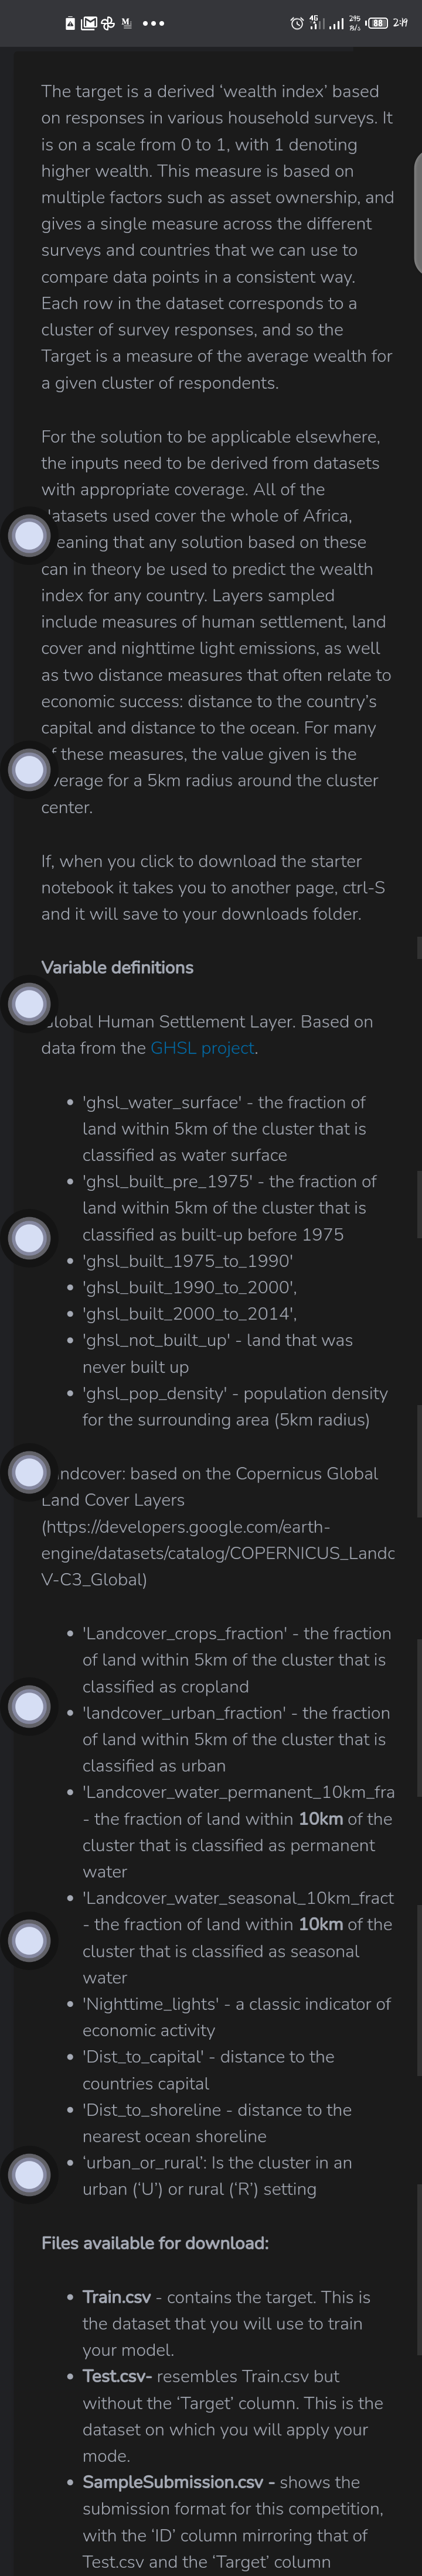 4G 295 B/s 88 2:49
The target is a derived ‘wealth index’ based
on responses in various household surveys. It
is on a scale from 0 to 1, with 1 denoting
higher wealth. This measure is based on
multiple factors such as asset ownership, and
gives a single measure across the different
surveys and countries that we can use to
compare data points in a consistent way.
Each row in the dataset corresponds to a
cluster of survey responses, and so the
Target is a measure of the average wealth for
a given cluster of respondents.
For the solution to be applicable elsewhere,
the inputs need to be derived from datasets
with appropriate coverage. All of the
datasets used cover the whole of Africa,
meaning that any solution based on these
can in theory be used to predict the wealth
index for any country. Layers sampled
include measures of human settlement, land
cover and nighttime light emissions, as well
as two distance measures that often relate to
economic success: distance to the country’s
capital and distance to the ocean. For many
of these measures, the value given is the
average for a 5km radius around the cluster
center.
If, when you click to download the starter
notebook it takes you to another page, ctrl-S
and it will save to your downloads folder.
Variable definitions
Global Human Settlement Layer. Based on
data from the GHSL project.
• 'ghsl_water_surface' - the fraction of
land within 5km of the cluster that is
classified as water surface
• 'ghsl_built_pre_1975' - the fraction of
land within 5km of the cluster that is
classified as built-up before 1975
• 'ghsl_built_1975_to_1990'
• 'ghsl_built_1990_to_2000',
• 'ghsl_built_2000_to_2014',
• 'ghsl_not_built_up' - land that was
never built up
• 'ghsl_pop_density' - population density
for the surrounding area (5km radius)
Landcover: based on the Copernicus Global
Land Cover Layers
(https://developers.google.com/earth-
engine/datasets/catalog/COPERNICUS_Landc
V-C3_Global)
• 'Landcover_crops_fraction' - the fraction
of land within 5km of the cluster that is
classified as cropland
• 'landcover_urban_fraction' - the fraction
of land within 5km of the cluster that is
classified as urban
• 'Landcover_water_permanent_10km_fra
- the fraction of land within 10km of the
cluster that is classified as permanent
water
• 'Landcover_water_seasonal_10km_fract
- the fraction of land within 10km of the
cluster that is classified as seasonal
water
• 'Nighttime_lights' - a classic indicator of
economic activity
• 'Dist_to_capital' - distance to the
countries capital
• 'Dist_to_shoreline - distance to the
nearest ocean shoreline
• ‘urban_or_rural’: Is the cluster in an
urban (‘U’) or rural (‘R’) setting
Files available for download:
• Train.csv - contains the target. This is
the dataset that you will use to train
your model.
• Test.csv- resembles Train.csv but
without the ‘Target’ column. This is the
dataset on which you will apply your
mode.
• SampleSubmission.csv - shows the
submission format for this competition,
with the ‘ID’ column mirroring that of
Test.csv and the ‘Target’ column